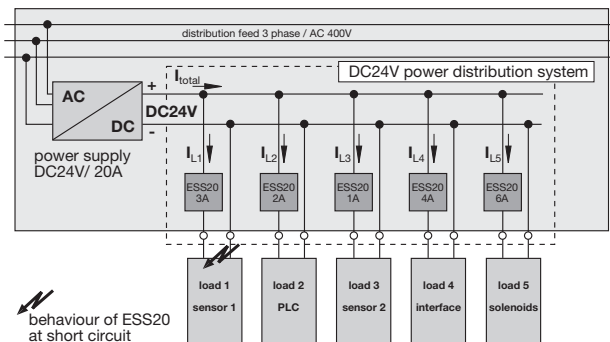 distribution feed 3 phase / AC 400V
DC24V power distribution system
Itotal
AC
+
DC24V
DC
-
power supply
DC24V/ 20A
IL1
IL2
IL3
IL4
IL5
ESS20
3A
ESS20
2A
ESS20
1A
ESS20
4A
ESS20
6A
load 1
sensor 1
load 2
PLC
load 3
sensor 2
load 4
interface
load 5
solenoids
behaviour of ESS20
at short circuit